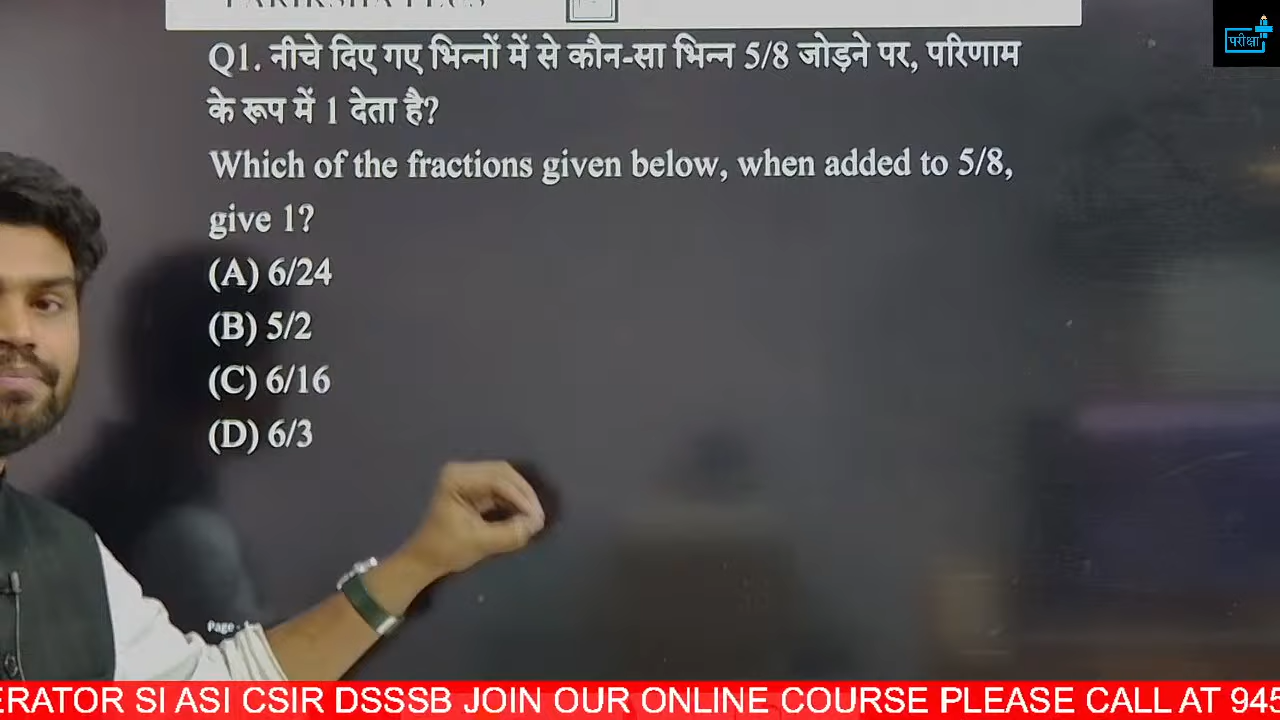 परीक्षा
Q1. नीचे दिए गए भिन्नों में से कौन-सा भिन्न 5/8 जोड़ने पर, परिणाम
के रूप में 1 देता है?
Which of the fractions given below, when added to 5/8,
give 1?
(A) 6/24
(B) 5/2
(C) 6/16
(D) 6/3
Page -
ERATOR SI ASI CSIR DSSSB JOIN OUR ONLINE COURSE PLEASE CALL AT 945